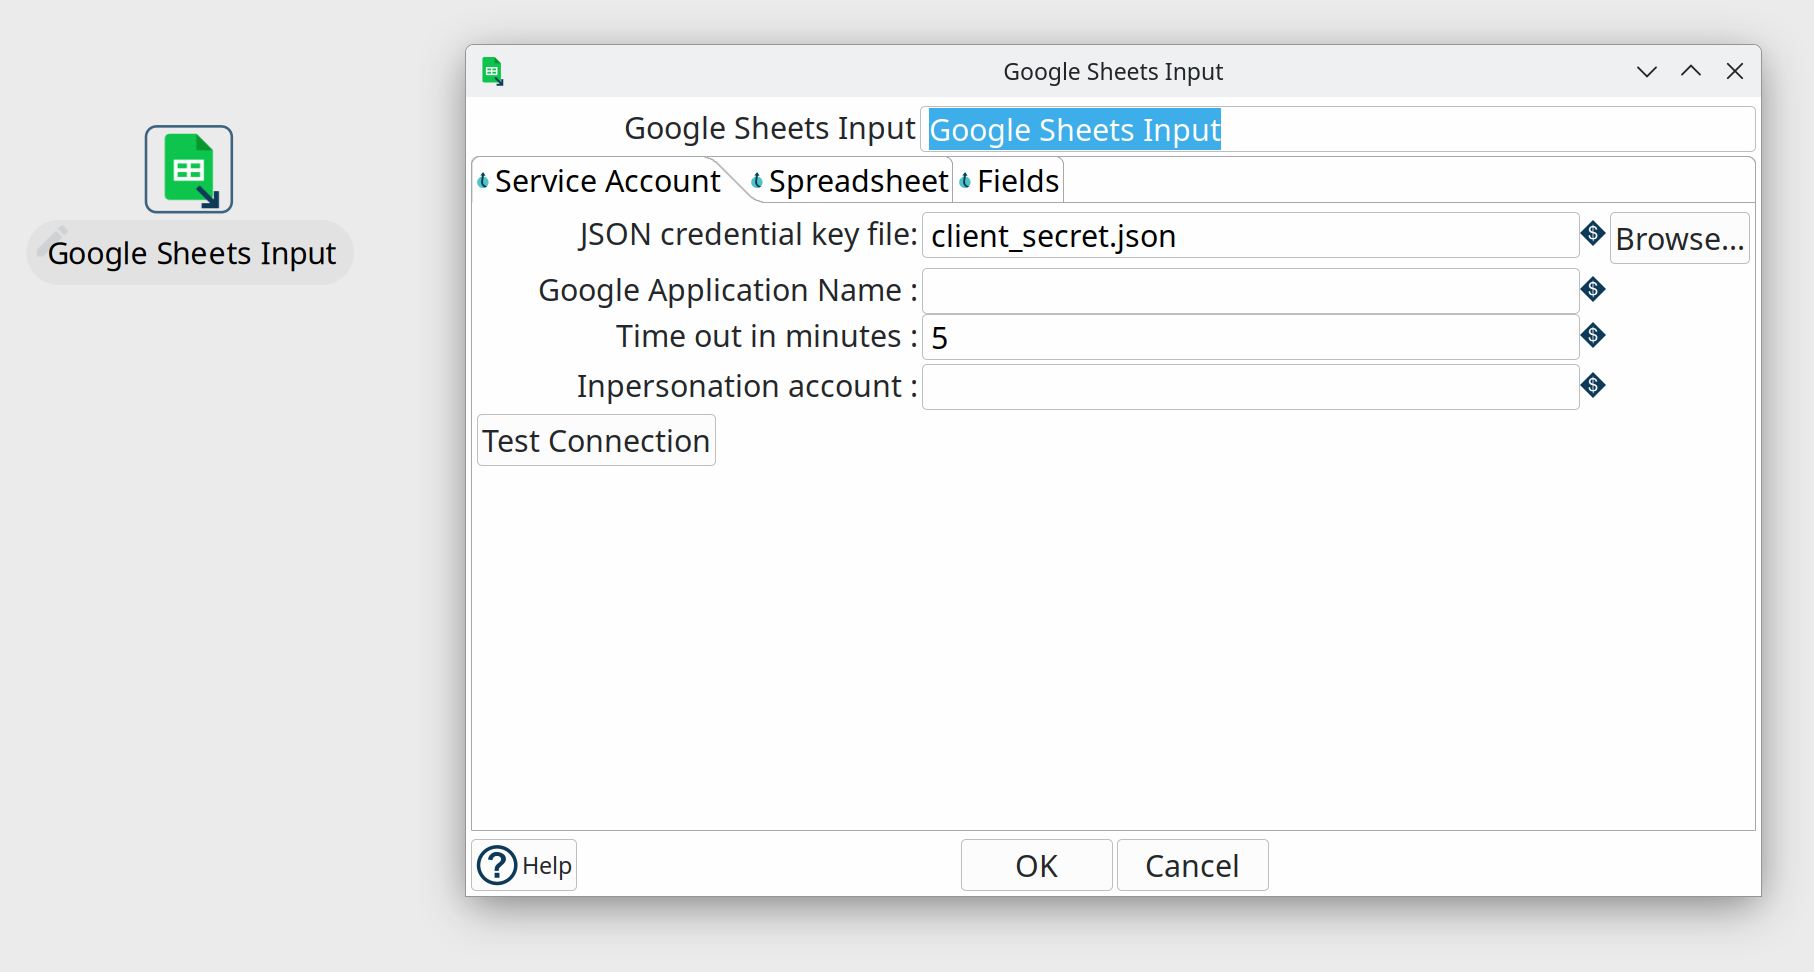 Google Sheets Input
Google Sheets Input
Google Sheets Input Google Sheets Input
Service Account Spreadsheet Fields
JSON credential key file: client_secret.json $ Browse...
Google Application Name : $
Time out in minutes : 5 $
Inpersonation account : $
Test Connection
? Help OK Cancel